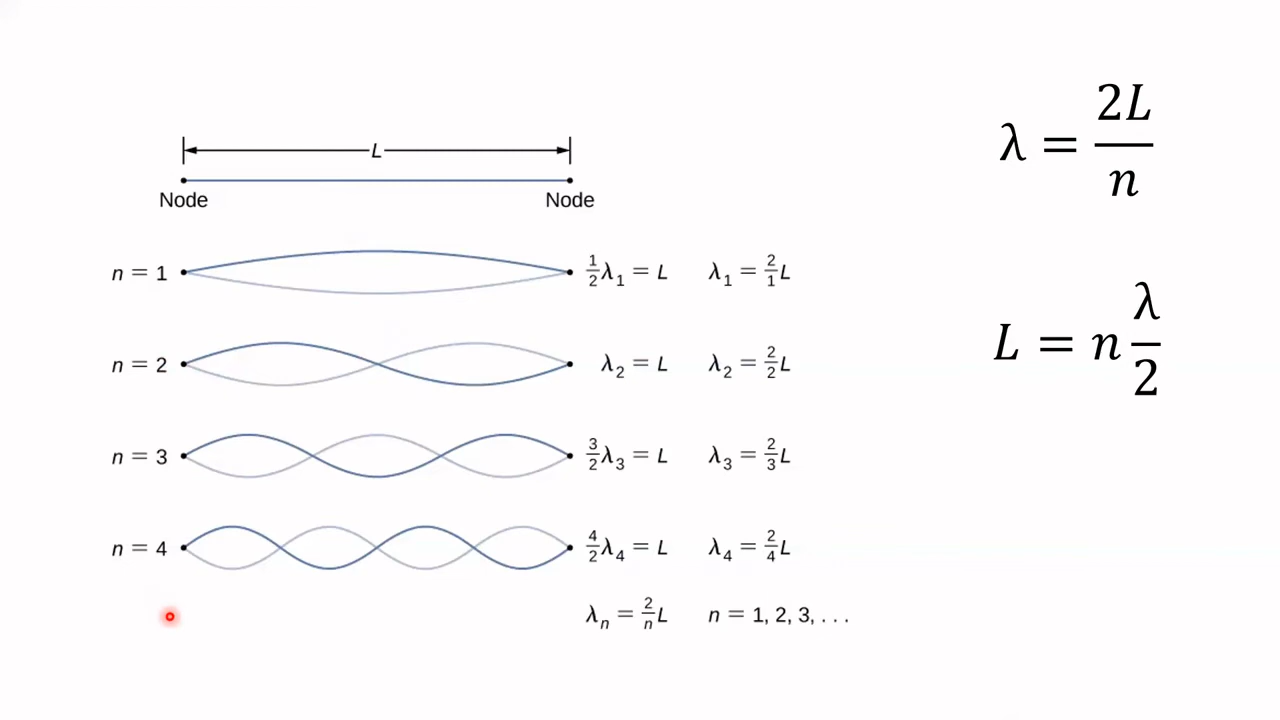 L
Node Node
n = 1 ½λ₁ = L λ₁ = 2/1 L
n = 2 λ₂ = L λ₂ = 2/2 L
n = 3 3/2 λ₃ = L λ₃ = 2/3 L
n = 4 4/2 λ₄ = L λ₄ = 2/4 L
λₙ = 2/n L n = 1, 2, 3, . . .
λ = 2L/n
L = n λ/2